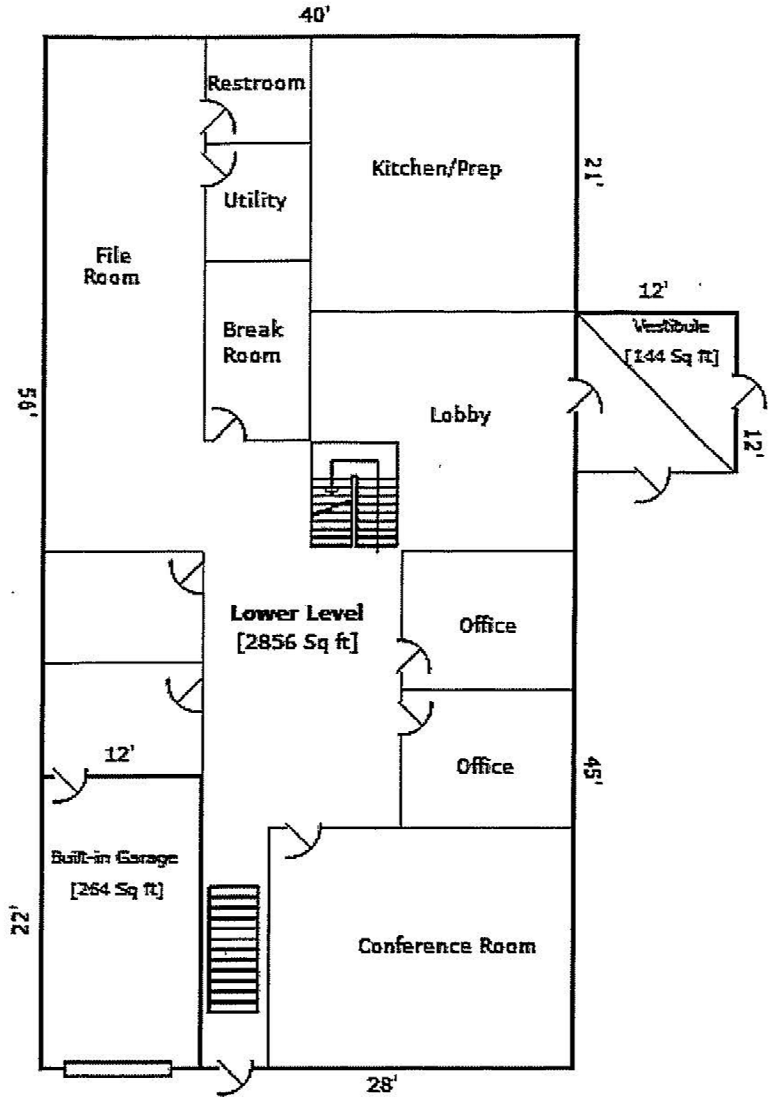 40'
Restroom
Kitchen/Prep
21'
Utility
File
Room
12'
Vestibule
[144 Sq ft]
Break
Room
56'
Lobby
12'
Lower Level
[2856 Sq ft]
Office
12'
Office
45'
Built-in Garage
[264 Sq ft]
22'
Conference Room
28'